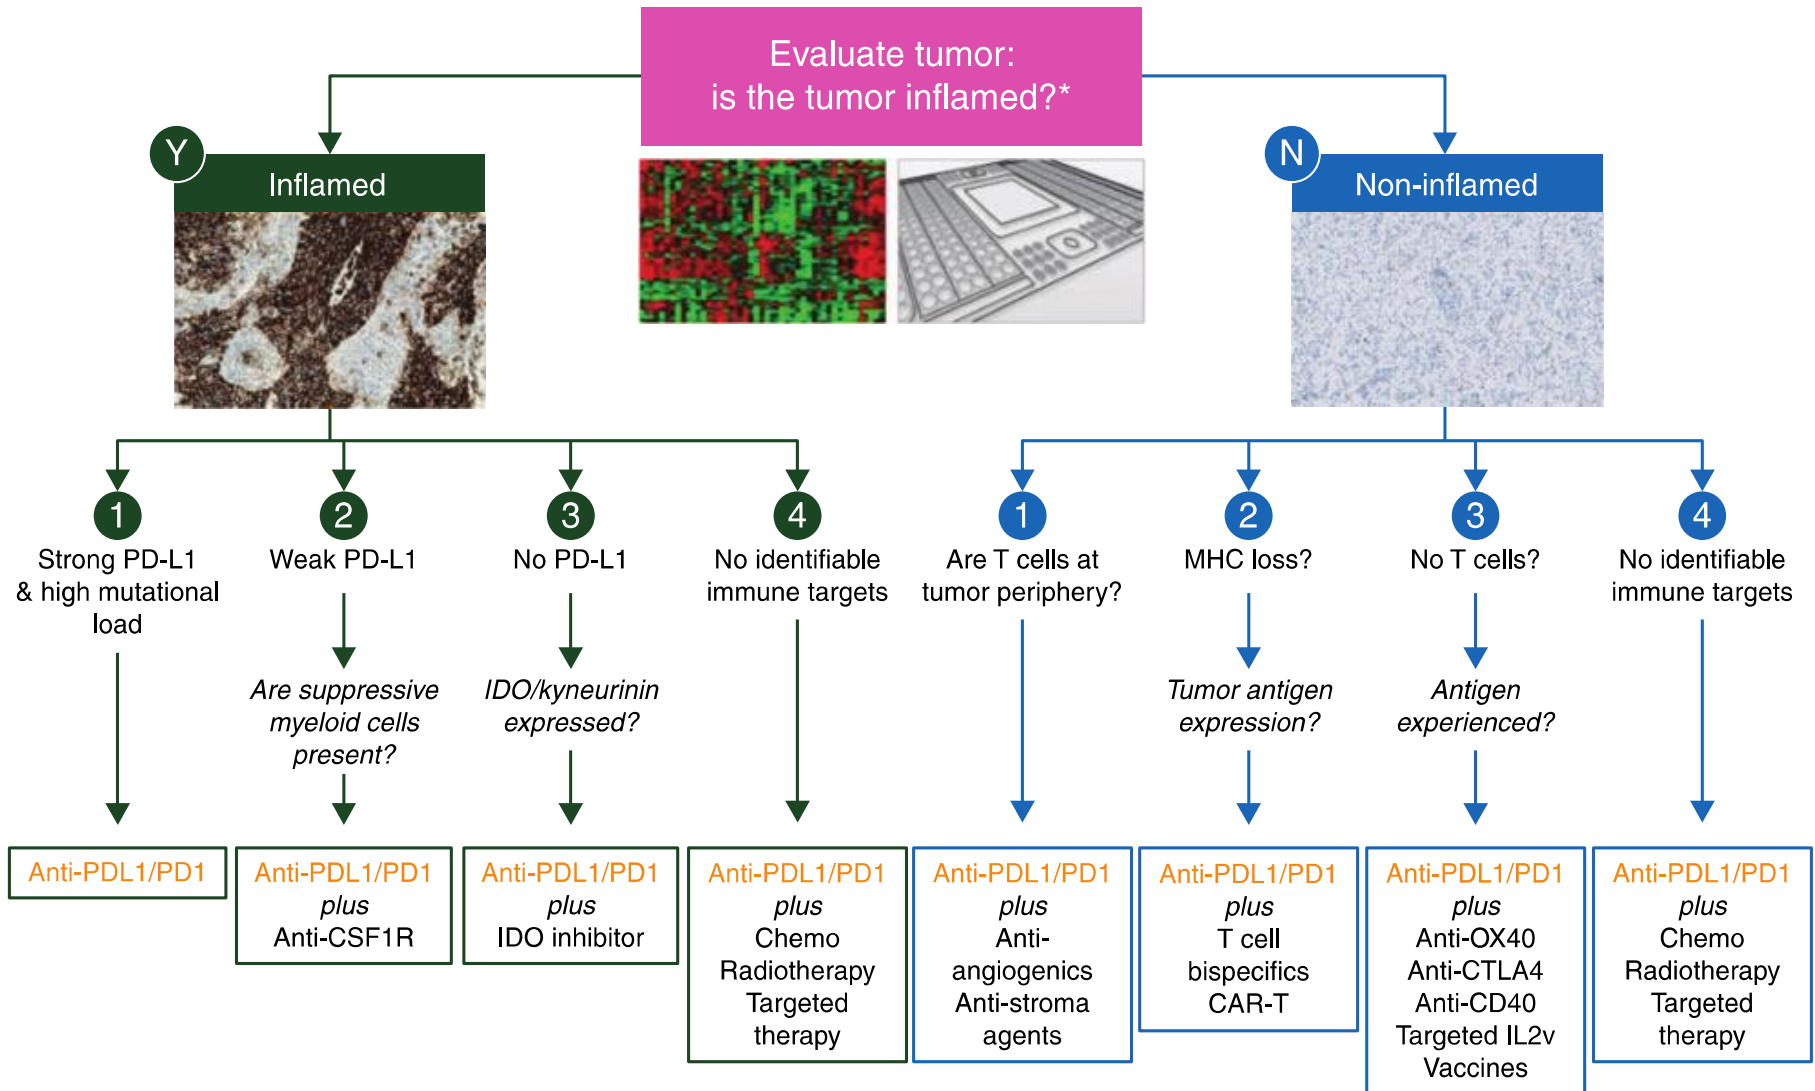 Evaluate tumor:
is the tumor inflamed?*
Y
Inflamed
N
Non-inflamed
1
Strong PD-L1
& high mutational
load
Anti-PDL1/PD1
2
Weak PD-L1
Are suppressive
myeloid cells
present?
Anti-PDL1/PD1
plus
Anti-CSF1R
3
No PD-L1
IDO/kyneurinin
expressed?
Anti-PDL1/PD1
plus
IDO inhibitor
4
No identifiable
immune targets
Anti-PDL1/PD1
plus
Chemo
Radiotherapy
Targeted
therapy
1
Are T cells at
tumor periphery?
Anti-PDL1/PD1
plus
Anti-
angiogenics
Anti-stroma
agents
2
MHC loss?
Tumor antigen
expression?
Anti-PDL1/PD1
plus
T cell
bispecifics
CAR-T
3
No T cells?
Antigen
experienced?
Anti-PDL1/PD1
plus
Anti-OX40
Anti-CTLA4
Anti-CD40
Targeted IL2v
Vaccines
4
No identifiable
immune targets
Anti-PDL1/PD1
plus
Chemo
Radiotherapy
Targeted
therapy